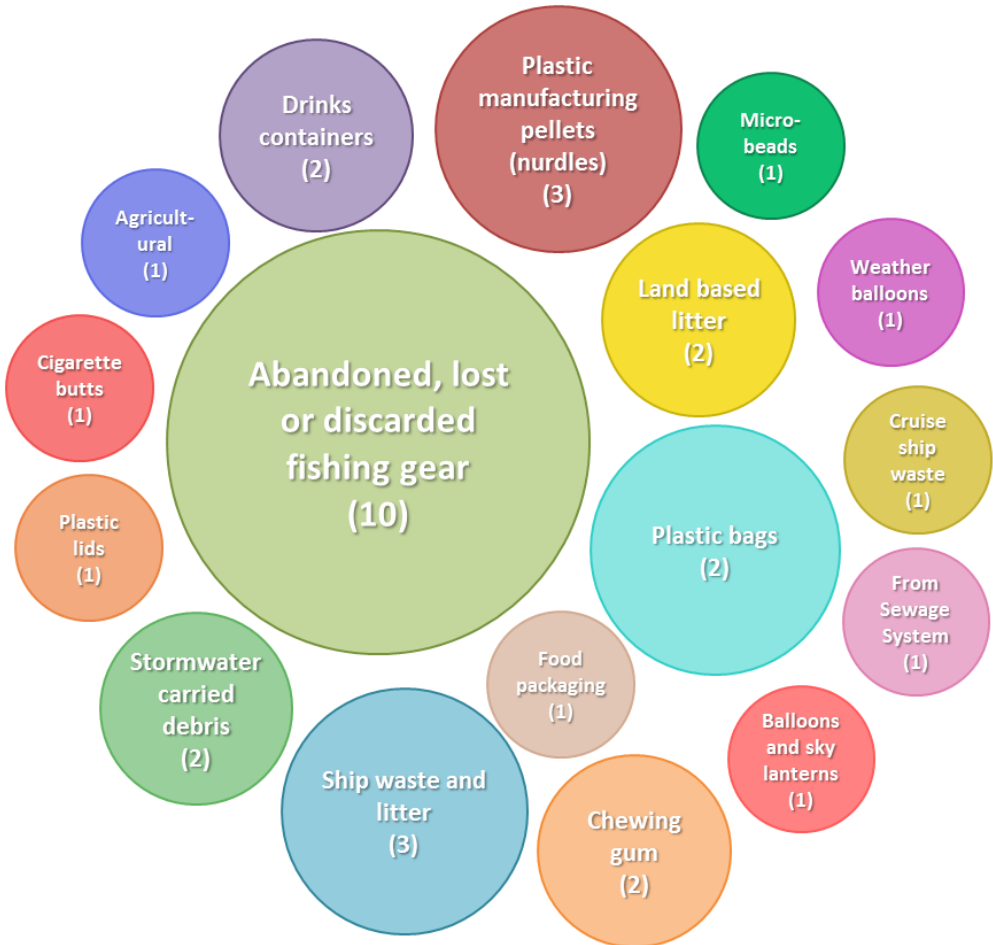 Drinks
containers
(2)
Plastic
manufacturing
pellets
(nurdles)
(3)
Micro-
beads
(1)
Agricult-
ural
(1)
Land based
litter
(2)
Weather
balloons
(1)
Cigarette
butts
(1)
Abandoned, lost
or discarded
fishing gear
(10)
Cruise
ship
waste
(1)
Plastic
lids
(1)
Plastic bags
(2)
From
Sewage
System
(1)
Stormwater
carried
debris
(2)
Food
packaging
(1)
Balloons
and sky
lanterns
(1)
Ship waste and
litter
(3)
Chewing
gum
(2)